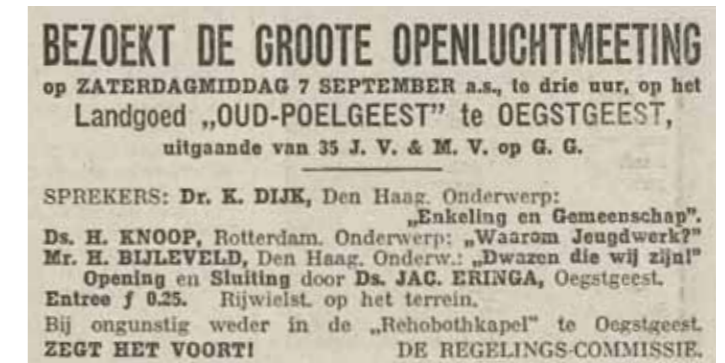 BEZOEKT DE GROOTE OPENLUCHTMEETING
op ZATERDAGMIDDAG 7 SEPTEMBER a.s., te drie uur, op het
Landgoed „OUD-POELGEEST” te OEGSTGEEST,
uitgaande van 35 J. V. & M. V. op G. G.
SPREKERS: Dr. K. DIJK, Den Haag. Onderwerp:
„Enkeling en Gemeenschap”.
Ds. H. KNOOP, Rotterdam. Onderwerp: „Waarom Jeugdwerk?”
Mr. H. BIJLEVELD, Den Haag. Onderw.: „Dwazen die wij zijn!”
Opening en Sluiting door Ds. JAC. ERINGA, Oegstgeest.
Entree ƒ 0.25. Rijwielst. op het terrein.
Bij ongunstig weder in de „Rehobothkapel” te Oegstgeest.
ZEGT HET VOORT! DE REGELINGS-COMMISSIE.